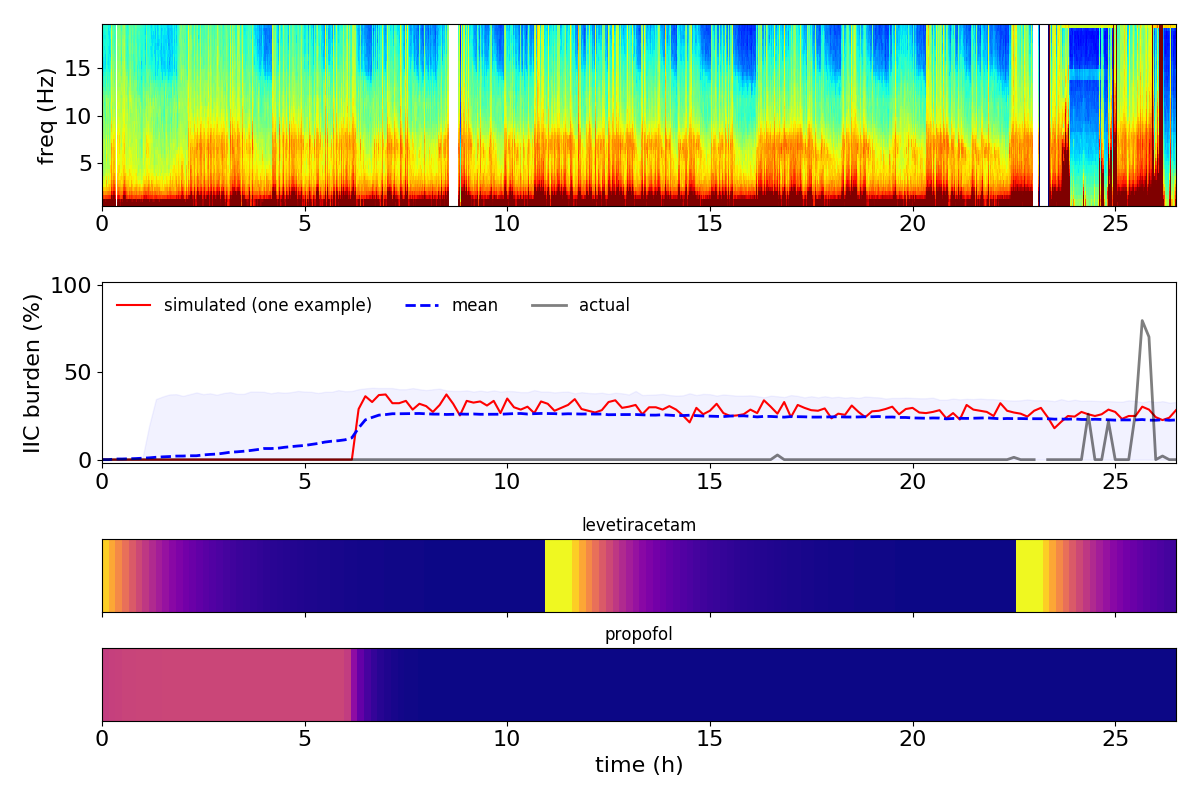 freq (Hz)
15
10
5
0 5 10 15 20 25
IIC burden (%)
100
50
0
simulated (one example) mean actual
0 5 10 15 20 25
levetiracetam
propofol
0 5 10 15 20 25
time (h)